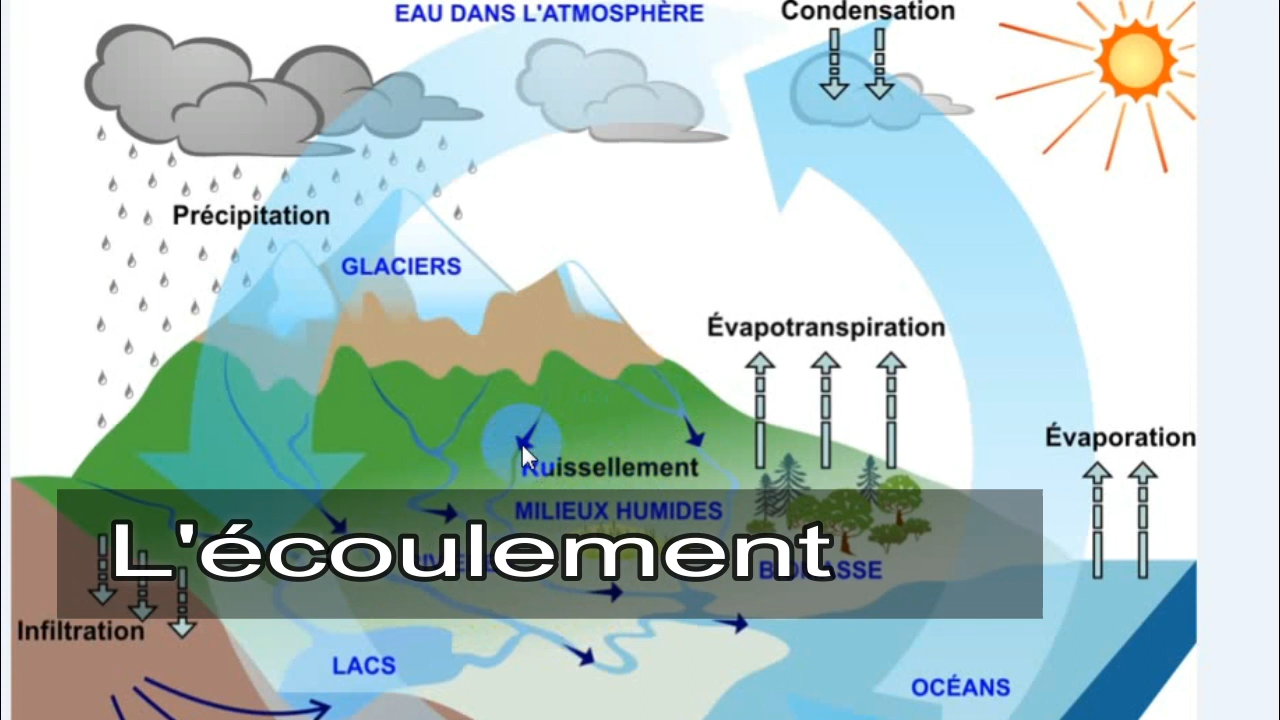 EAU DANS L'ATMOSPHÈRE
Condensation
Précipitation
GLACIERS
Évapotranspiration
Évaporation
Ruissellement
MILIEUX HUMIDES
L'écoulement
Infiltration
LACS
OCÉANS